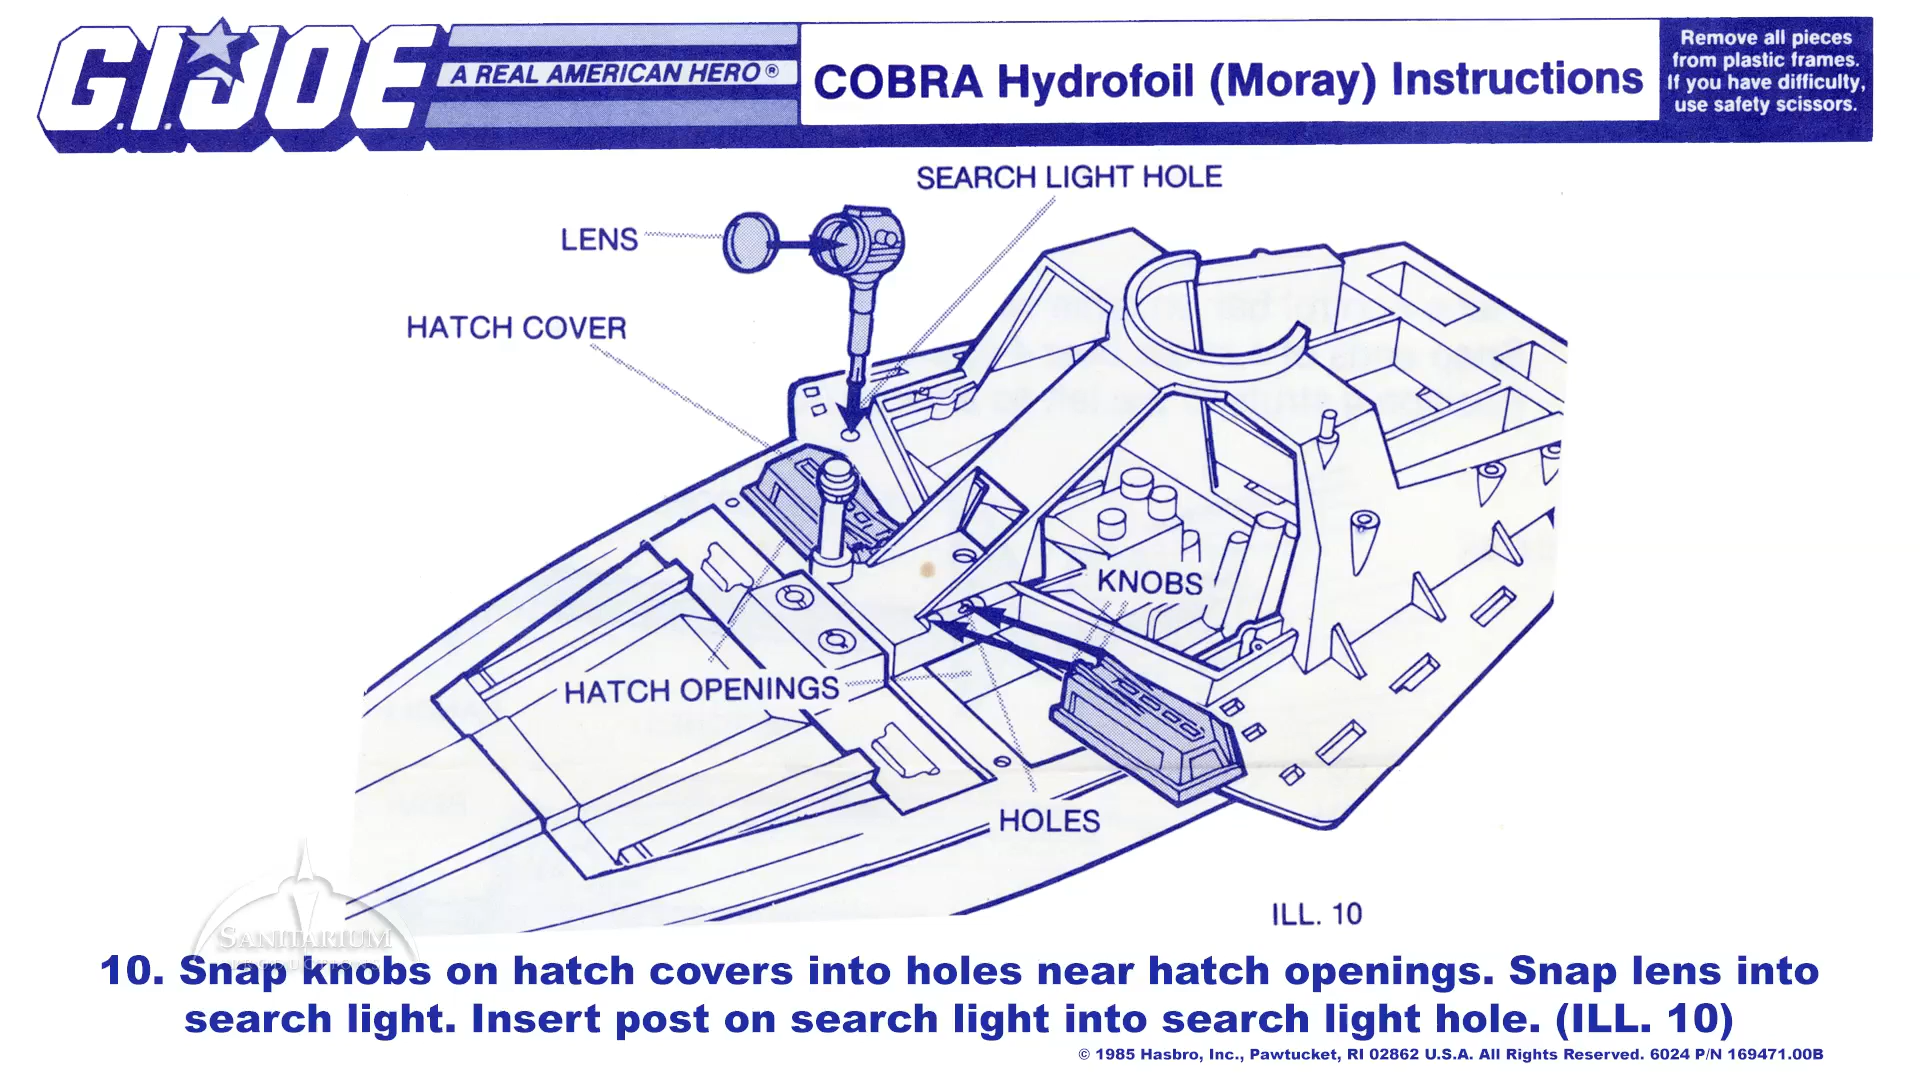 G.I. JOE
A REAL AMERICAN HERO®
COBRA Hydrofoil (Moray) Instructions
Remove all pieces
from plastic frames.
If you have difficulty,
use safety scissors.
SEARCH LIGHT HOLE
LENS
HATCH COVER
KNOBS
HATCH OPENINGS
HOLES
ILL. 10
SANITARIUM
10. Snap knobs on hatch covers into holes near hatch openings. Snap lens into
search light. Insert post on search light into search light hole. (ILL. 10)
© 1985 Hasbro, Inc., Pawtucket, RI 02862 U.S.A. All Rights Reserved. 6024 P/N 169471.00B